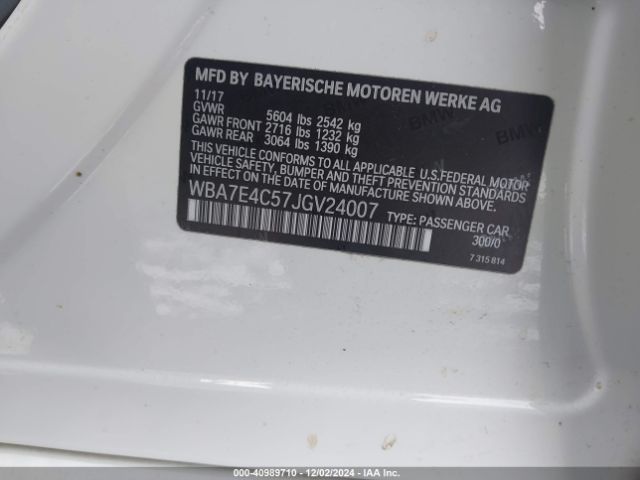 MFD BY BAYERISCHE MOTOREN WERKE AG
11/17
GVWR 5604 lbs 2542 kg
GAWR FRONT 2716 lbs 1232 kg
GAWR REAR 3064 lbs 1390 kg
THIS VEHICLE CONFORMS TO ALL APPLICABLE U.S.FEDERAL MOTOR
VEHICLE SAFETY, BUMPER AND THEFT PREVENTION STANDARDS
IN EFFECT ON THE DATE OF MANUFACTURE SHOWN ABOVE.
WBA7E4C57JGV24007
TYPE: PASSENGER CAR
300/0
7 315 814
BMW
BMW
BMW
000-40989710 - 12/02/2024 - IAA Inc.